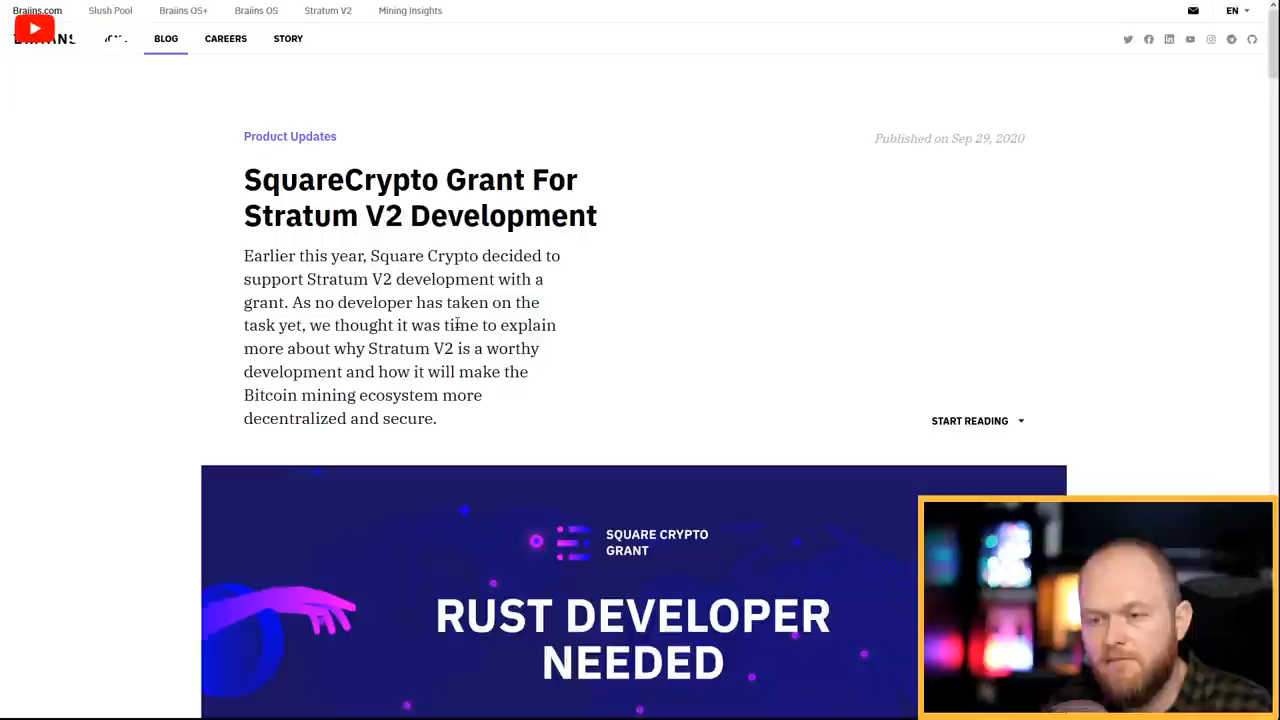 Braiins.com Slush Pool Braiins OS+ Braiins OS Stratum V2 Mining Insights EN
BLOG CAREERS STORY
Product Updates
Published on Sep 29, 2020
SquareCrypto Grant For
Stratum V2 Development
Earlier this year, Square Crypto decided to
support Stratum V2 development with a
grant. As no developer has taken on the
task yet, we thought it was time to explain
more about why Stratum V2 is a worthy
development and how it will make the
Bitcoin mining ecosystem more
decentralized and secure.
START READING
SQUARE CRYPTO
GRANT
RUST DEVELOPER
NEEDED